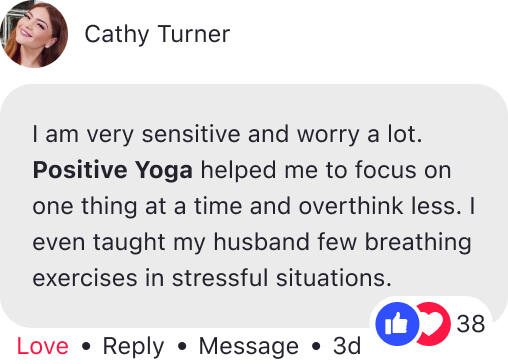 Cathy Turner
I am very sensitive and worry a lot.
Positive Yoga helped me to focus on
one thing at a time and overthink less. I
even taught my husband few breathing
exercises in stressful situations.
38
Love • Reply • Message • 3d